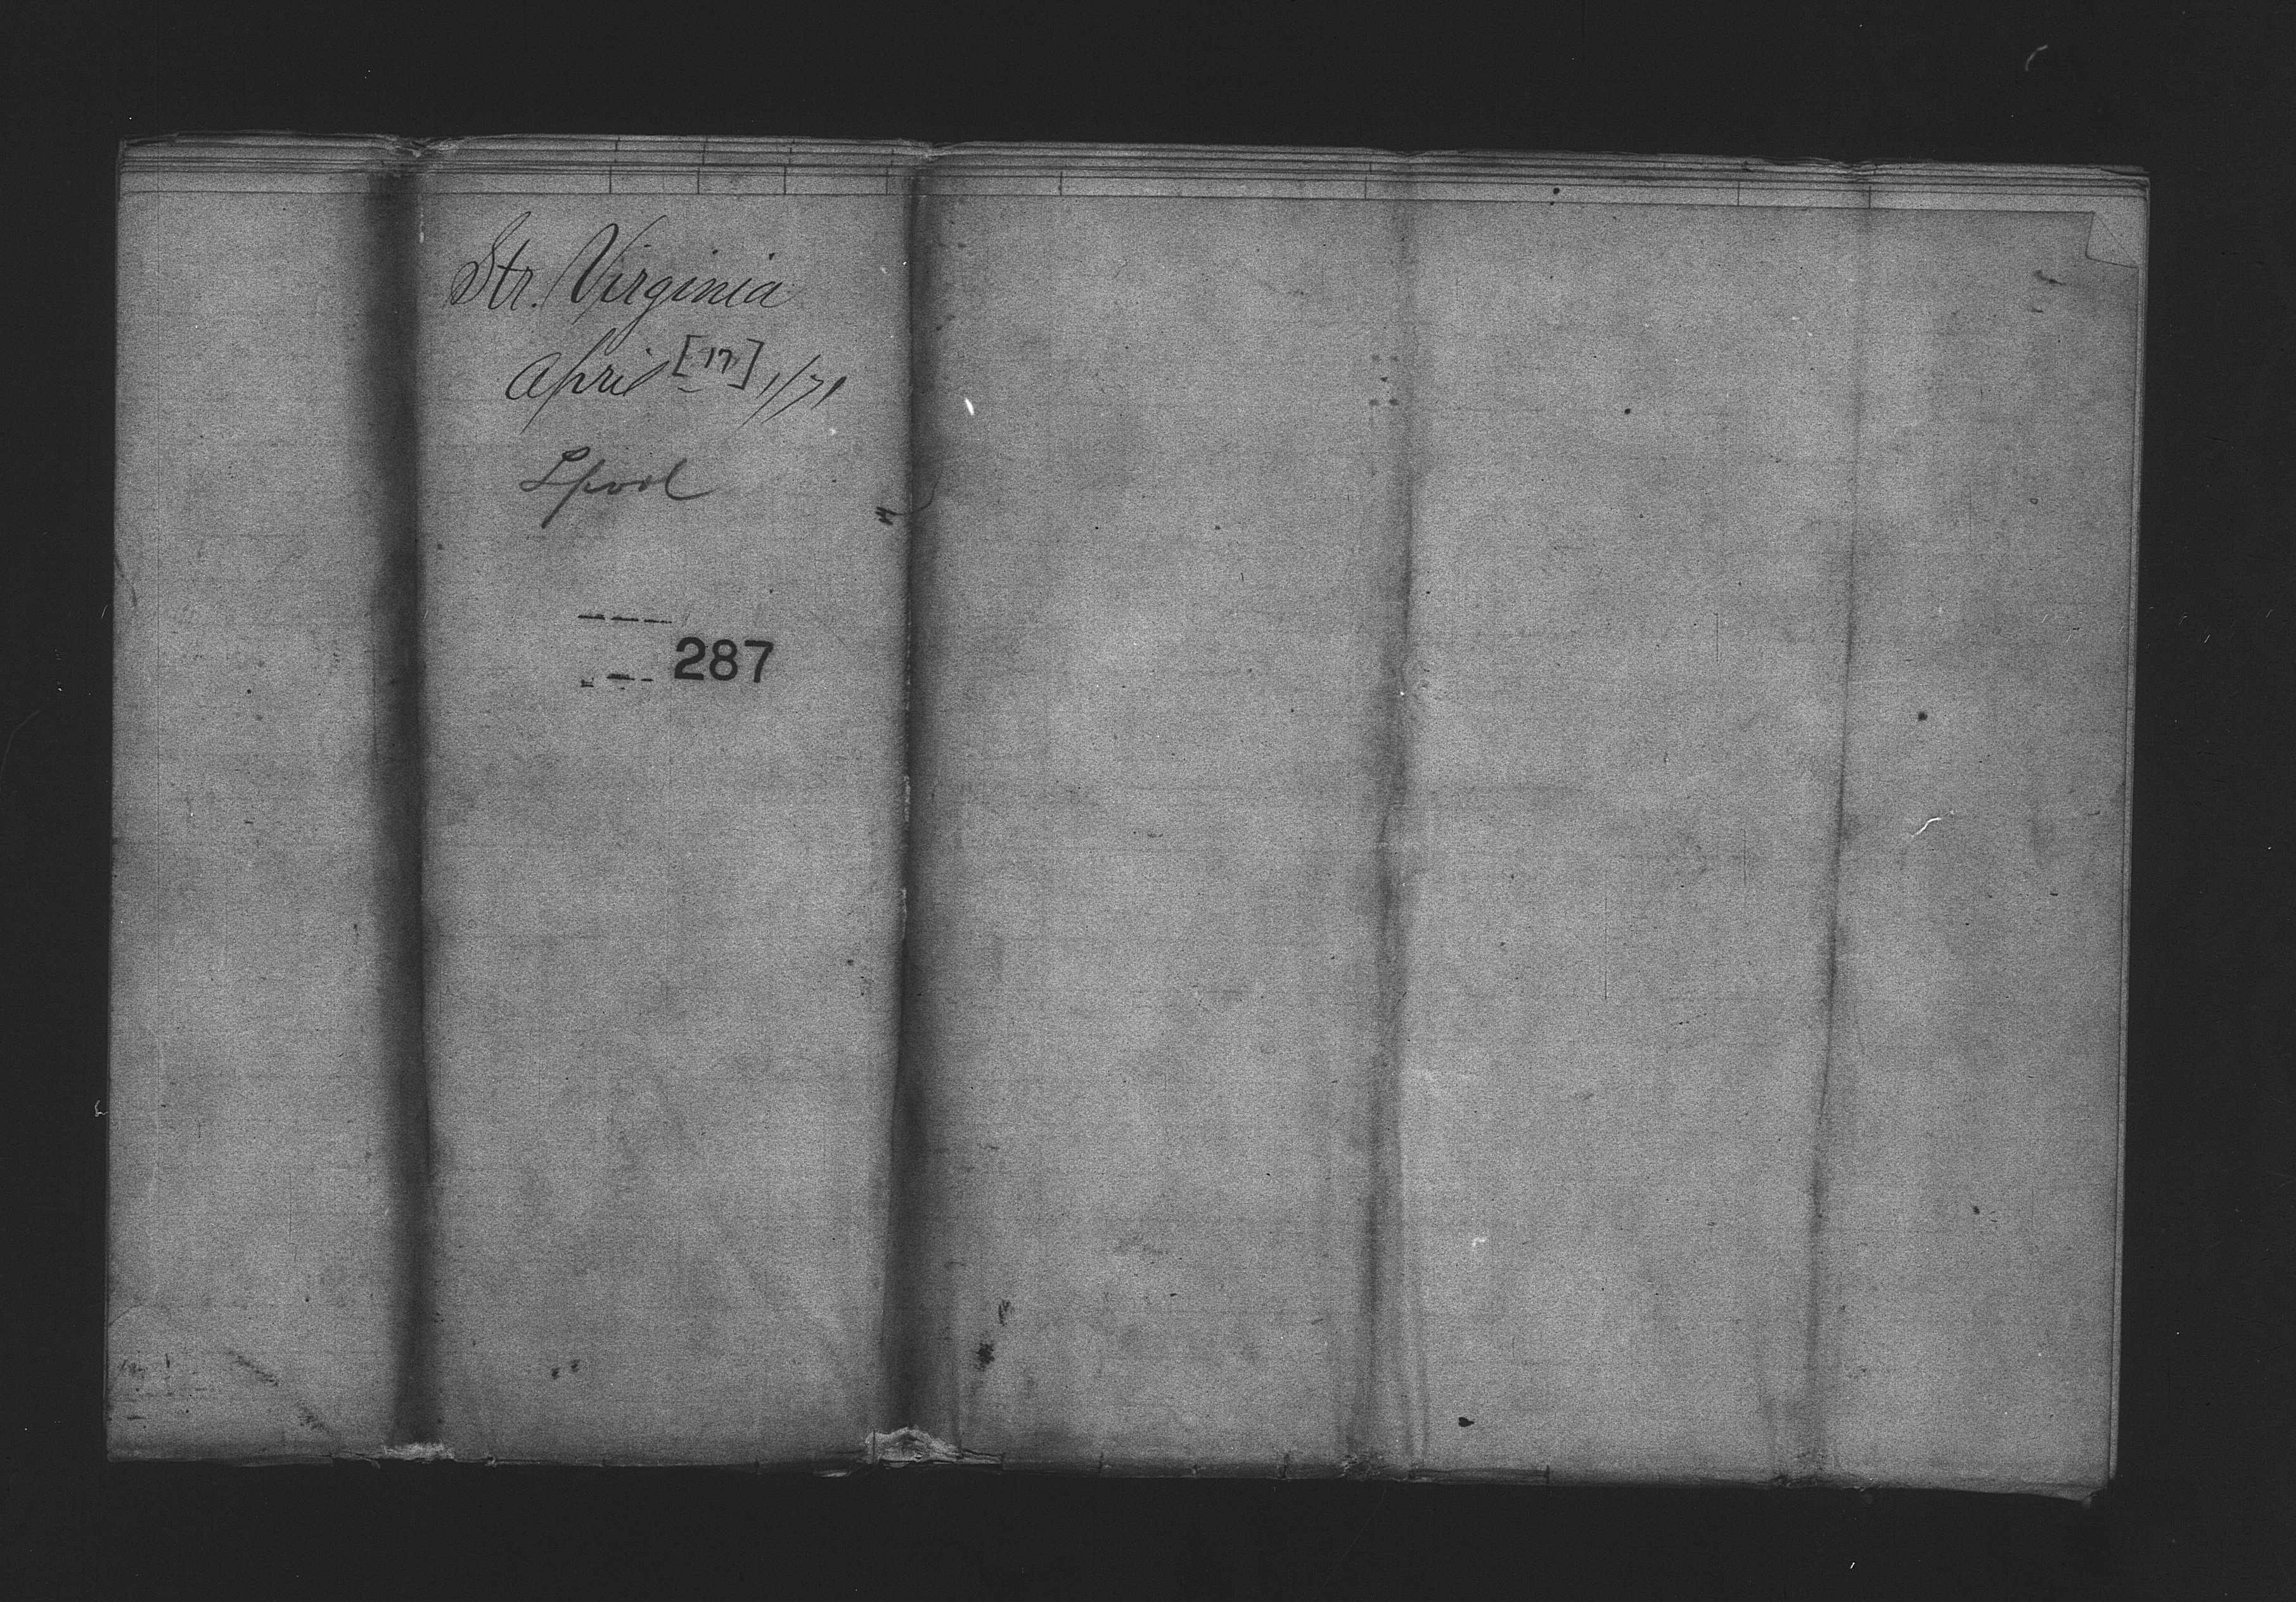 Str. Virginia
April [17] 1/71
Lpool
287